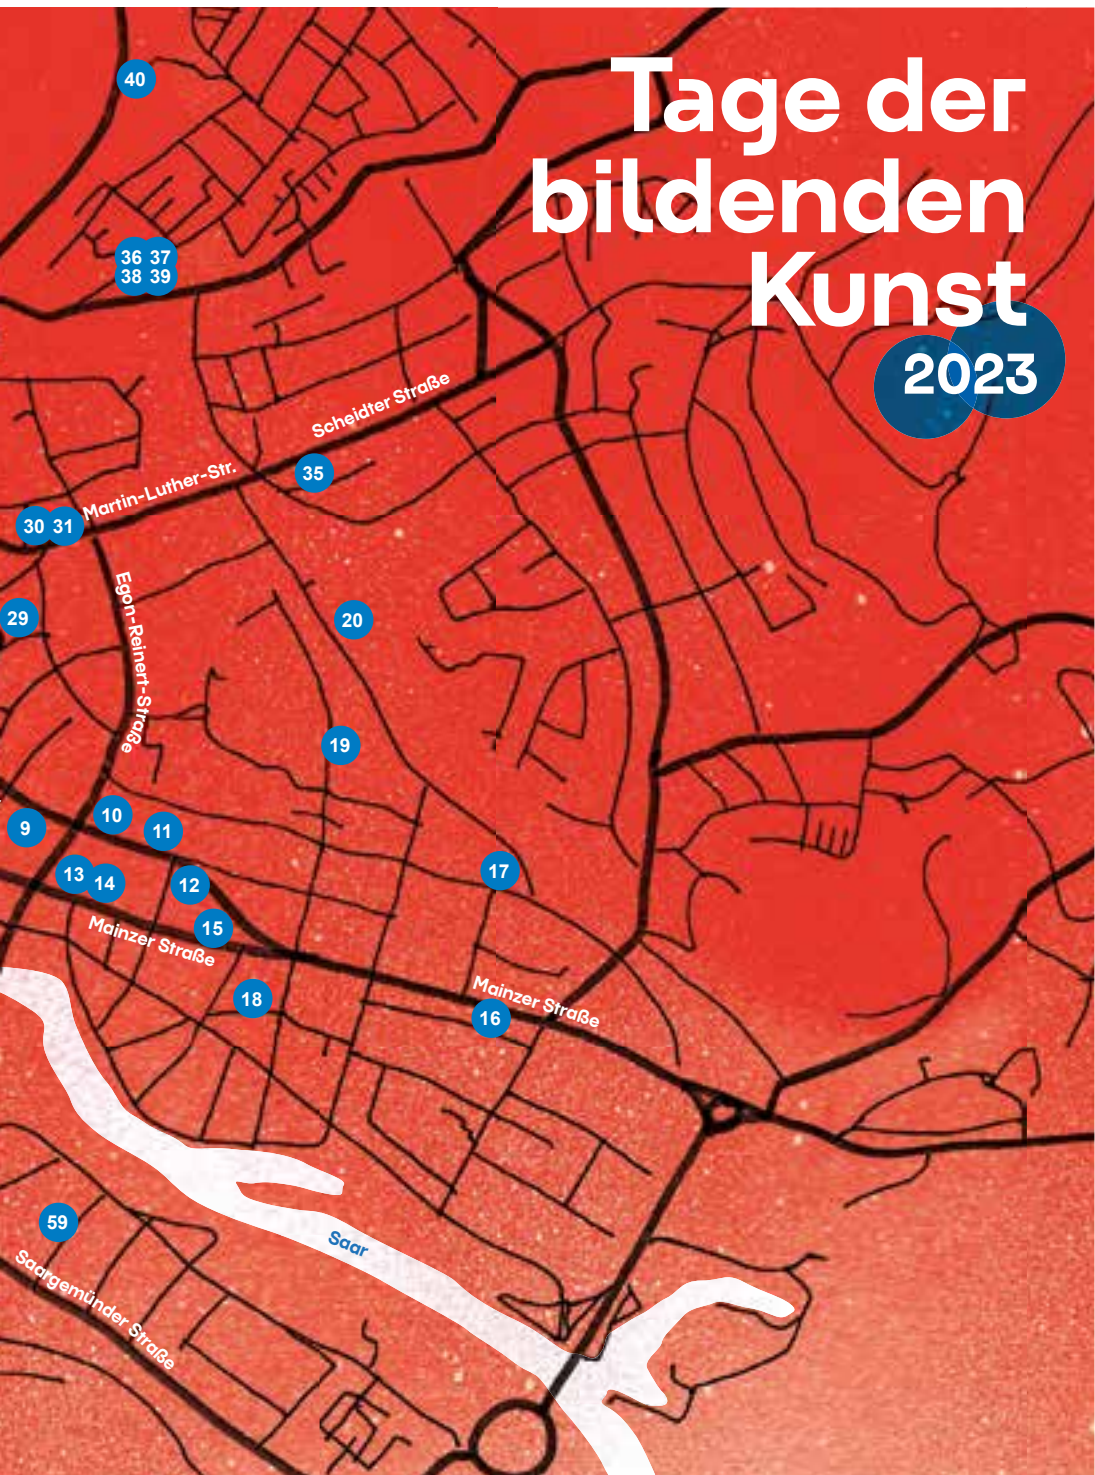 Tage der
bildenden
Kunst
2023
40
36 37
38 39
Scheidter Straße
35
Martin-Luther-Str.
30 31
Egon-Reinert-Straße
29
20
19
10
9
11
17
13
14
12
15
Mainzer Straße
Mainzer Straße
18
16
59
Saar
Saargemünder Straße